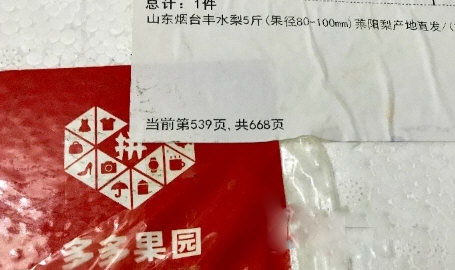 总计：1件
山东烟台丰水梨5斤(果径80-100mm)莱阳梨产地直发/(
当前第539页,共668页
拼
多多果园